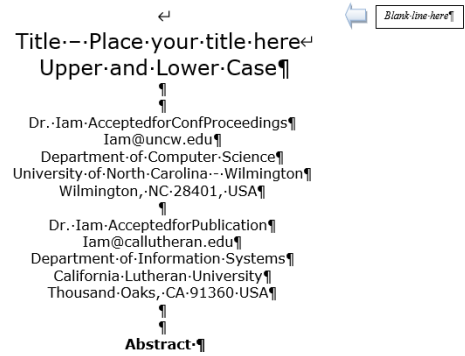 ↵
Blank·line·here¶
Title·–·Place·your·title·here↵
Upper·and·Lower·Case¶
¶
¶
Dr.·Iam·AcceptedforConfProceedings¶
Iam@uncw.edu¶
Department·of·Computer·Science¶
University·of·North·Carolina·-·Wilmington¶
Wilmington,·NC·28401,·USA¶
¶
Dr.·Iam·AcceptedforPublication¶
Iam@callutheran.edu¶
Department·of·Information·Systems¶
California·Lutheran·University¶
Thousand·Oaks,·CA·91360·USA¶
¶
¶
Abstract·¶